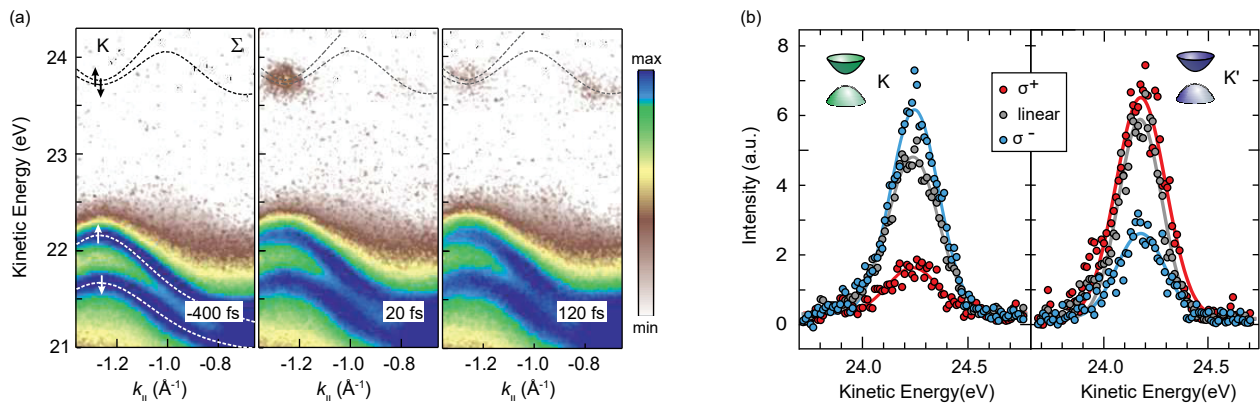 (a)
24
23
22
21
Kinetic Energy (eV)
K
Σ
-400 fs
20 fs
120 fs
-1.2
-1.0
-0.8
-1.2
-1.0
-0.8
-1.2
-1.0
-0.8
k|| (Å-1)
k|| (Å-1)
k|| (Å-1)
max
min
(b)
8
6
4
2
0
Intensity (a.u.)
K
K'
σ+
linear
σ-
24.0
24.5
24.0
24.5
Kinetic Energy(eV)
Kinetic Energy(eV)